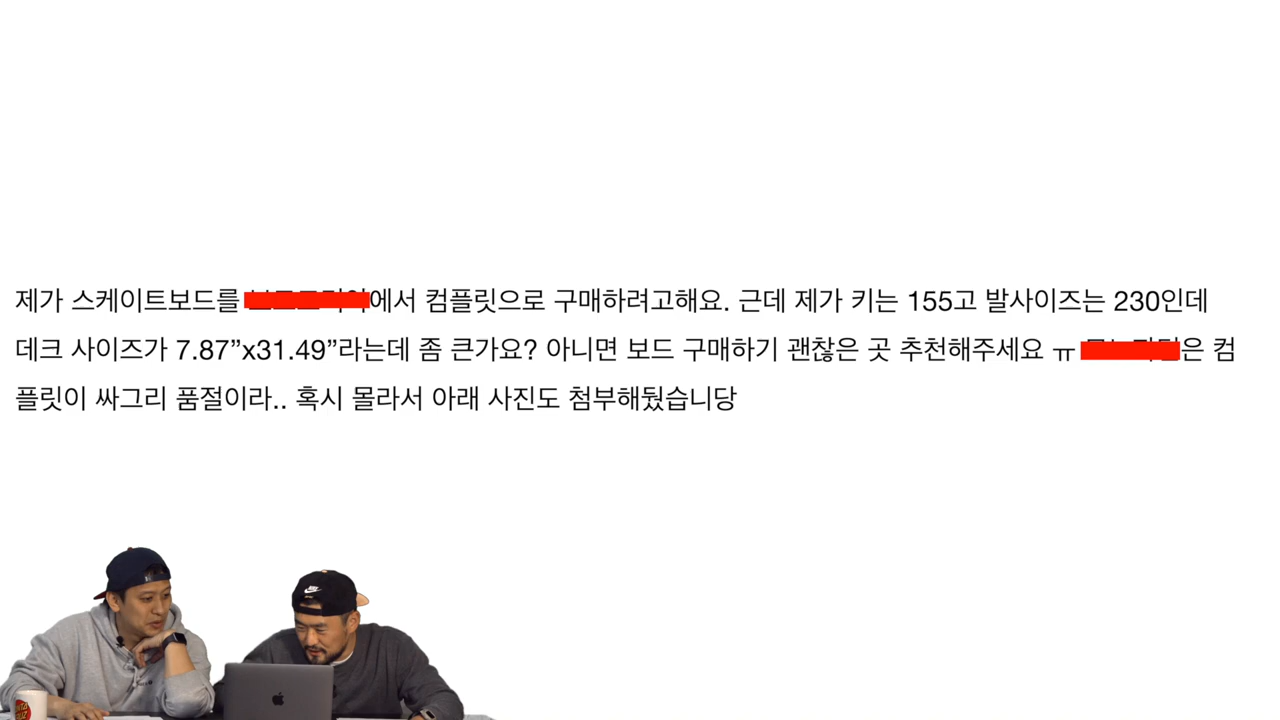 제가 스케이트보드를 에서 컴플릿으로 구매하려고해요. 근데 제가 키는 155고 발사이즈는 230인데
데크 사이즈가 7.87”x31.49”라는데 좀 큰가요? 아니면 보드 구매하기 괜찮은 곳 추천해주세요 ㅠ 은 컴
플릿이 싸그리 품절이라.. 혹시 몰라서 아래 사진도 첨부해뒀습니당